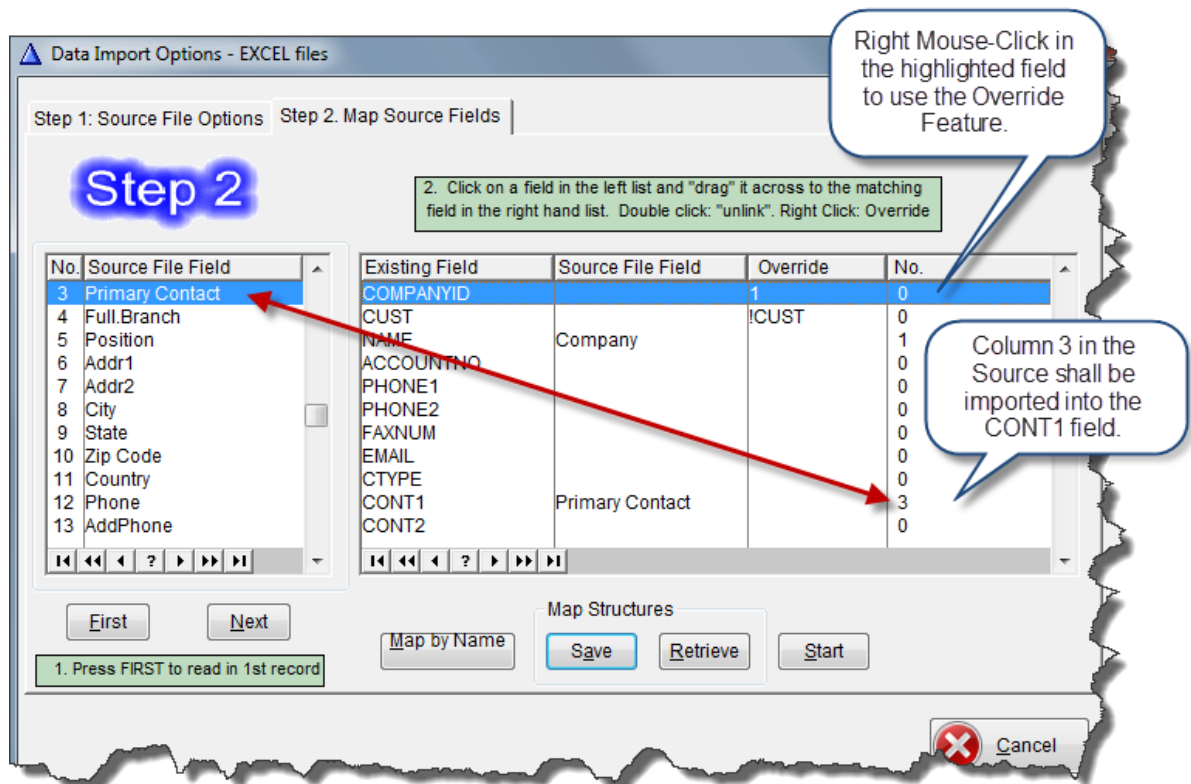 Data Import Options - EXCEL files
Right Mouse-Click in
the highlighted field
to use the Override
Feature.
Step 1: Source File Options Step 2. Map Source Fields
Step 2
2. Click on a field in the left list and "drag" it across to the matching
field in the right hand list. Double click: "unlink". Right Click: Override
No. Source File Field
3 Primary Contact
4 Full.Branch
5 Position
6 Addr1
7 Addr2
8 City
9 State
10 Zip Code
11 Country
12 Phone
13 AddPhone
?
Existing Field Source File Field Override No.
COMPANYID 1 0
CUST !CUST 0
NAME Company 1
ACCOUNTNO 0
PHONE1 0
PHONE2 0
FAXNUM 0
EMAIL 0
CTYPE 0
CONT1 Primary Contact 3
CONT2 0
?
Column 3 in the
Source shall be
imported into the
CONT1 field.
First Next
1. Press FIRST to read in 1st record
Map by Name
Map Structures
Save Retrieve
Start
Cancel